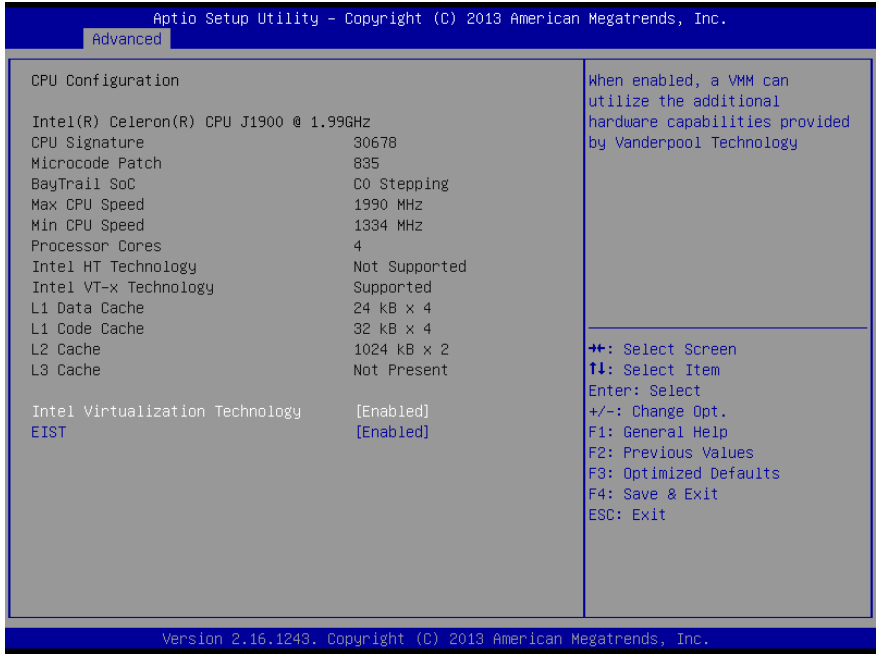 Aptio Setup Utility – Copyright (C) 2013 American Megatrends, Inc.
Advanced
CPU Configuration
Intel(R) Celeron(R) CPU J1900 @ 1.99GHz
CPU Signature 30678
Microcode Patch 835
BayTrail SoC C0 Stepping
Max CPU Speed 1990 MHz
Min CPU Speed 1334 MHz
Processor Cores 4
Intel HT Technology Not Supported
Intel VT-x Technology Supported
L1 Data Cache 24 kB x 4
L1 Code Cache 32 kB x 4
L2 Cache 1024 kB x 2
L3 Cache Not Present
Intel Virtualization Technology [Enabled]
EIST [Enabled]
When enabled, a VMM can
utilize the additional
hardware capabilities provided
by Vanderpool Technology
→←: Select Screen
↑↓: Select Item
Enter: Select
+/-: Change Opt.
F1: General Help
F2: Previous Values
F3: Optimized Defaults
F4: Save & Exit
ESC: Exit
Version 2.16.1243. Copyright (C) 2013 American Megatrends, Inc.